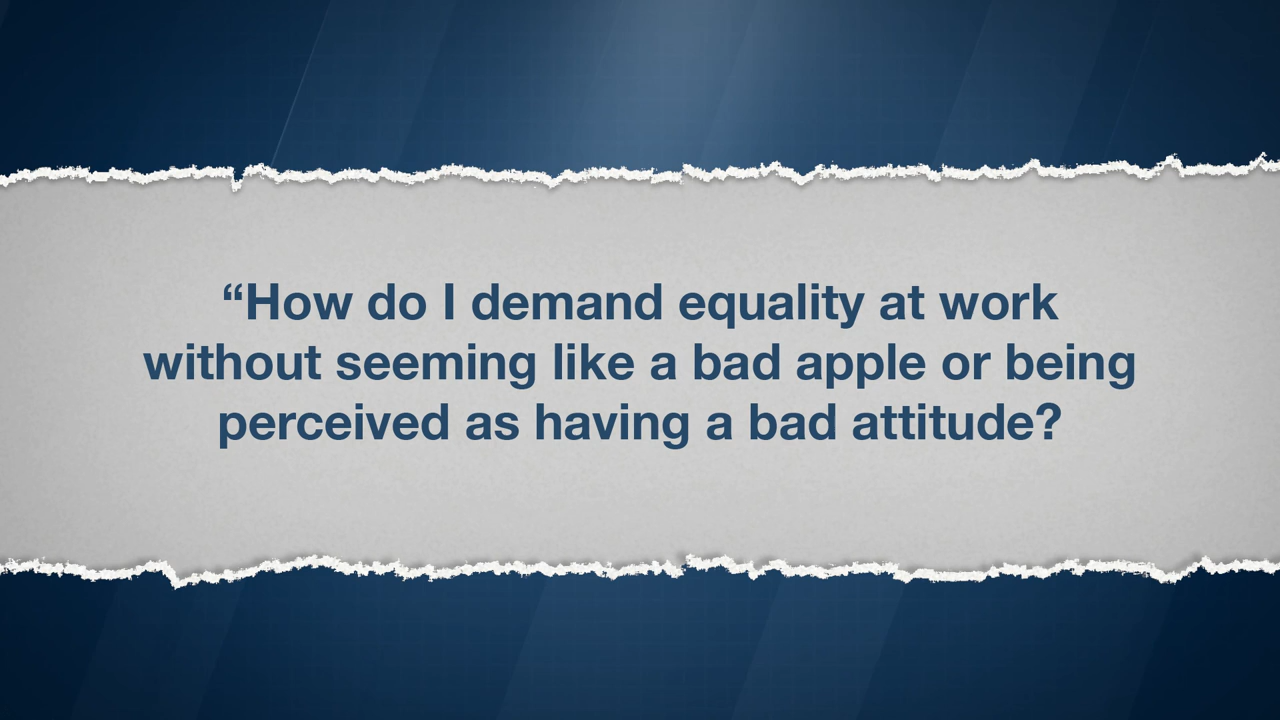 “How do I demand equality at work
without seeming like a bad apple or being
perceived as having a bad attitude?